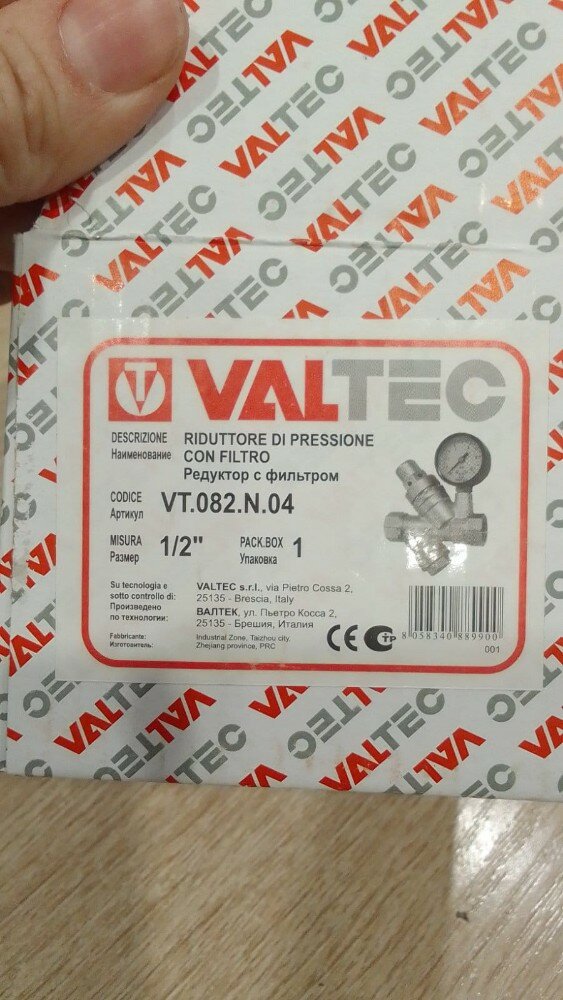 VALTEC
DESCRIZIONE RIDUTTORE DI PRESSIONE
Наименование CON FILTRO
Редуктор с фильтром
CODICE
Артикул VT.082.N.04
MISURA 1/2" PACK.BOX 1
Размер Упаковка
Su tecnologia e VALTEC s.r.l., via Pietro Cossa 2,
sotto controllo di: 25135 - Brescia, Italy
Произведено ВАЛТЕК, ул. Пьетро Косса 2,
по технологии: 25135 - Брешия, Италия
Fabbricante: Industrial Zone, Taizhou city,
Изготовитель: Zhejiang province, PRC
CE СТР
8 058340 889900
001